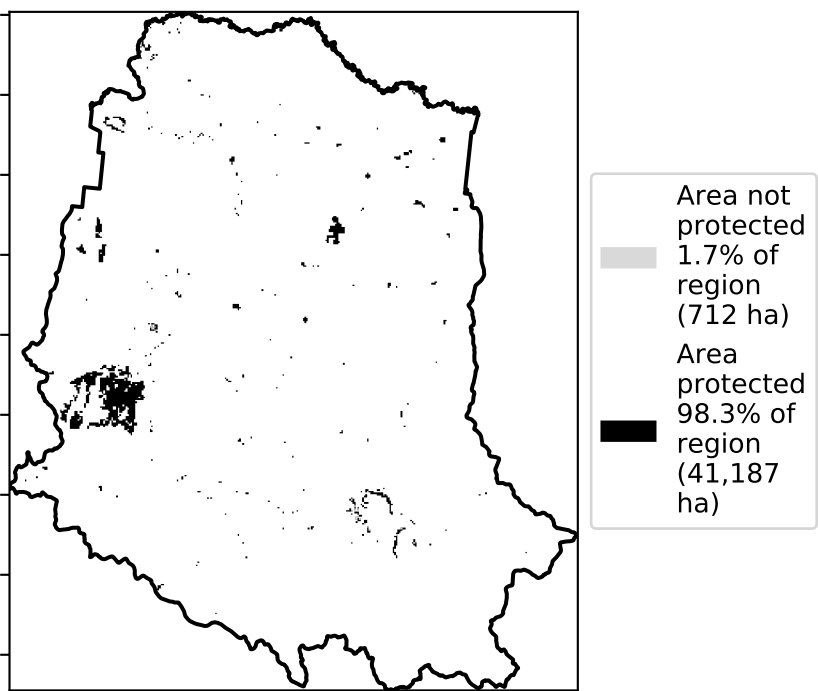 Area not
protected
1.7% of
region
(712 ha)
Area
protected
98.3% of
region
(41,187
ha)